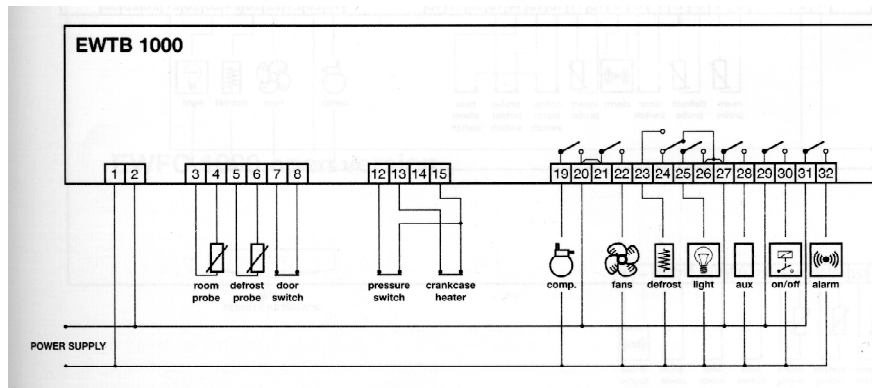 EWTB 1000
1 2 3 4 5 6 7 8 12 13 14 15 19 20 21 22 23 24 25 26 27 28 29 30 31 32
room probe
defrost probe
door switch
pressure switch
crankcase heater
comp.
fans
defrost
light
aux
on/off
alarm
POWER SUPPLY